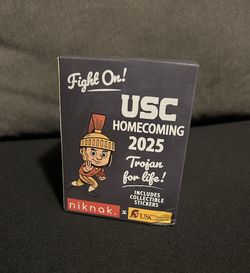 Fight On!
USC
HOMECOMING
2025
Trojan
for life!
INCLUDES
COLLECTIBLE
STICKERS
niknak. x USC